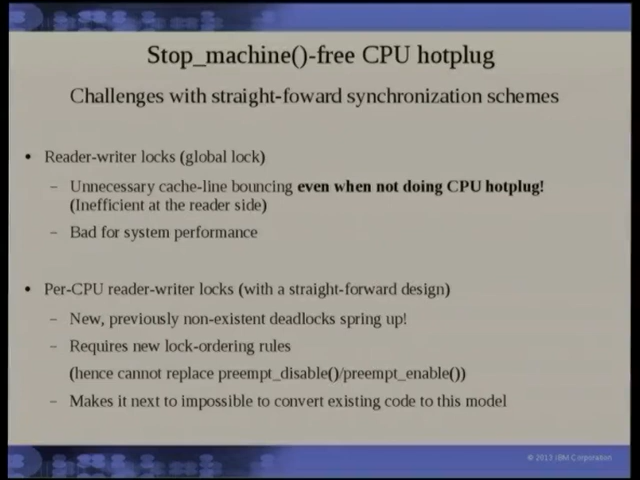 Stop_machine()-free CPU hotplug
Challenges with straight-foward synchronization schemes
• Reader-writer locks (global lock)
– Unnecessary cache-line bouncing even when not doing CPU hotplug!
(Inefficient at the reader side)
– Bad for system performance
• Per-CPU reader-writer locks (with a straight-forward design)
– New, previously non-existent deadlocks spring up!
– Requires new lock-ordering rules
(hence cannot replace preempt_disable()/preempt_enable())
– Makes it next to impossible to convert existing code to this model
© 2013 IBM Corporation